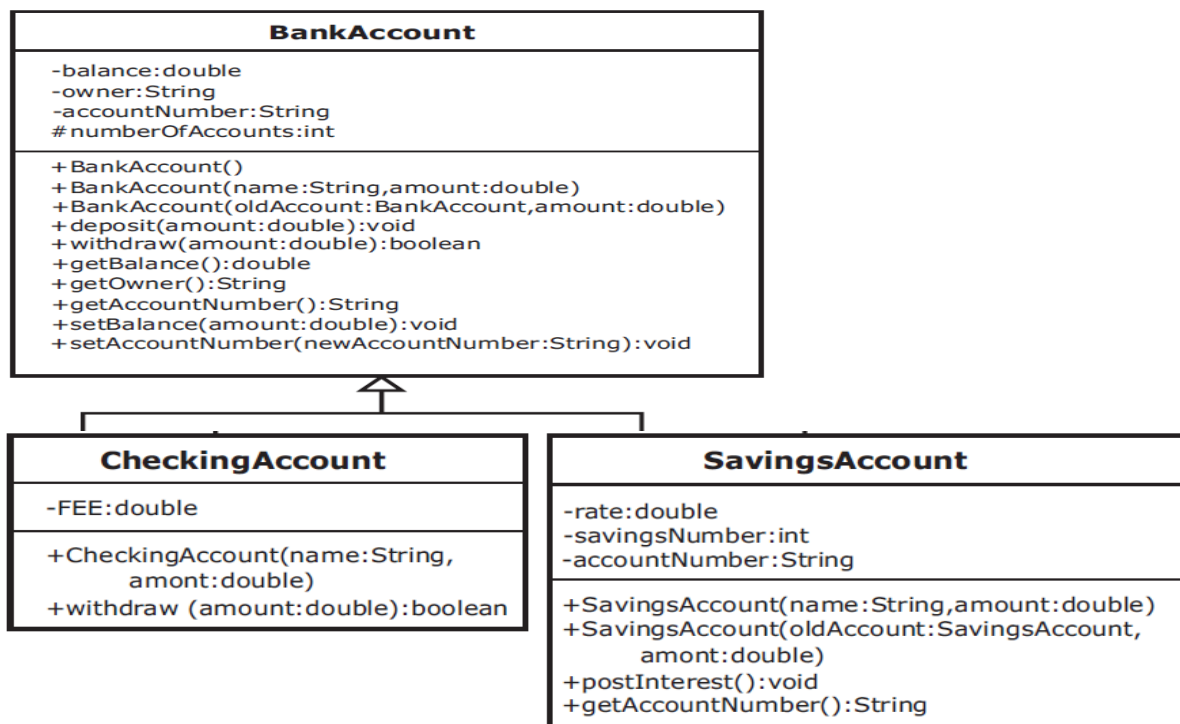 BankAccount
-balance:double
-owner:String
-accountNumber:String
#numberOfAccounts:int
+BankAccount()
+BankAccount(name:String,amount:double)
+BankAccount(oldAccount:BankAccount,amount:double)
+deposit(amount:double):void
+withdraw(amount:double):boolean
+getBalance():double
+getOwner():String
+getAccountNumber():String
+setBalance(amount:double):void
+setAccountNumber(newAccountNumber:String):void
CheckingAccount
-FEE:double
+CheckingAccount(name:String,
amont:double)
+withdraw (amount:double):boolean
SavingsAccount
-rate:double
-savingsNumber:int
-accountNumber:String
+SavingsAccount(name:String,amount:double)
+SavingsAccount(oldAccount:SavingsAccount,
amont:double)
+postInterest():void
+getAccountNumber():String